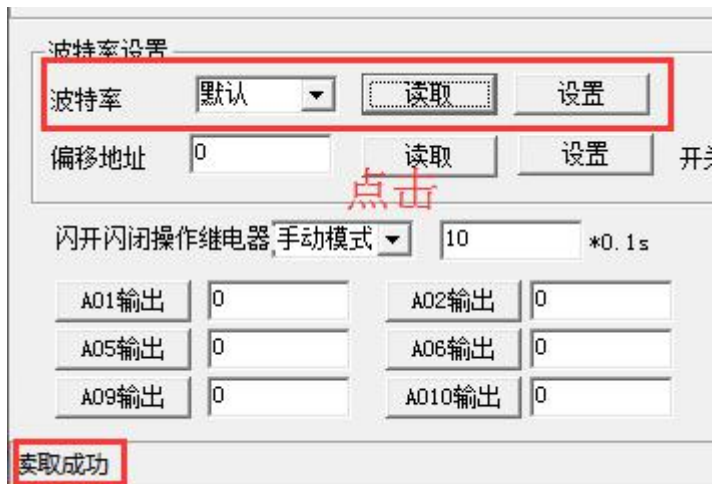 波特率设置
波特率 默认 读取 设置
偏移地址 0 读取 设置 开关
点击
闪开闪闭操作继电器 手动模式 10 *0.1s
A01输出 0 A02输出 0
A05输出 0 A06输出 0
A09输出 0 A010输出 0
读取成功